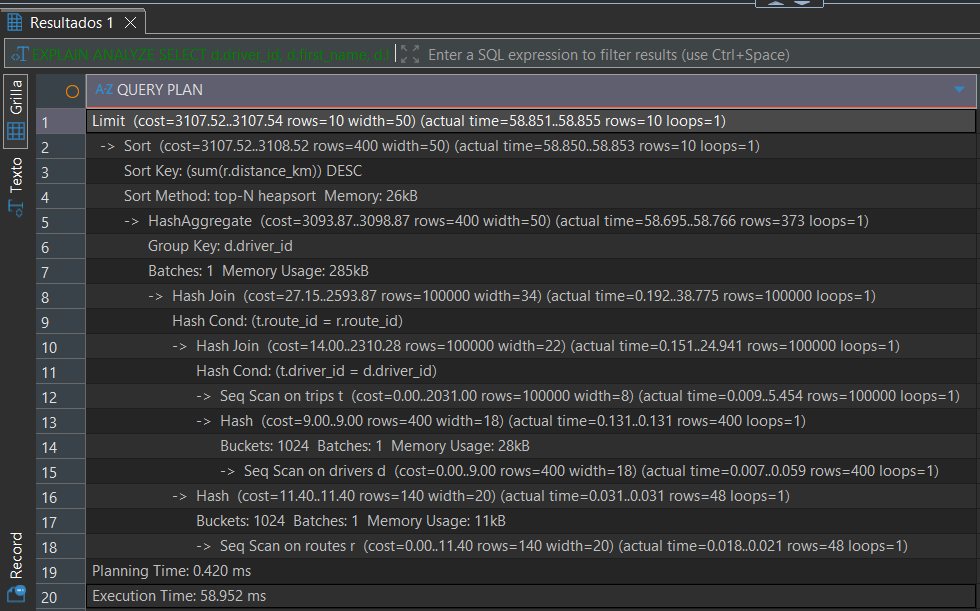 Resultados 1
EXPLAIN ANALYZE SELECT d.driver_id, d.first_name, d.l Enter a SQL expression to filter results (use Ctrl+Space)
Grilla
Texto
Record
A-Z QUERY PLAN
1 Limit (cost=3107.52..3107.54 rows=10 width=50) (actual time=58.851..58.855 rows=10 loops=1)
2 -> Sort (cost=3107.52..3108.52 rows=400 width=50) (actual time=58.850..58.853 rows=10 loops=1)
3 Sort Key: (sum(r.distance_km)) DESC
4 Sort Method: top-N heapsort Memory: 26kB
5 -> HashAggregate (cost=3093.87..3098.87 rows=400 width=50) (actual time=58.695..58.766 rows=373 loops=1)
6 Group Key: d.driver_id
7 Batches: 1 Memory Usage: 285kB
8 -> Hash Join (cost=27.15..2593.87 rows=100000 width=34) (actual time=0.192..38.775 rows=100000 loops=1)
9 Hash Cond: (t.route_id = r.route_id)
10 -> Hash Join (cost=14.00..2310.28 rows=100000 width=22) (actual time=0.151..24.941 rows=100000 loops=1)
11 Hash Cond: (t.driver_id = d.driver_id)
12 -> Seq Scan on trips t (cost=0.00..2031.00 rows=100000 width=8) (actual time=0.009..5.454 rows=100000 loops=1)
13 -> Hash (cost=9.00..9.00 rows=400 width=18) (actual time=0.131..0.131 rows=400 loops=1)
14 Buckets: 1024 Batches: 1 Memory Usage: 28kB
15 -> Seq Scan on drivers d (cost=0.00..9.00 rows=400 width=18) (actual time=0.007..0.059 rows=400 loops=1)
16 -> Hash (cost=11.40..11.40 rows=140 width=20) (actual time=0.031..0.031 rows=48 loops=1)
17 Buckets: 1024 Batches: 1 Memory Usage: 11kB
18 -> Seq Scan on routes r (cost=0.00..11.40 rows=140 width=20) (actual time=0.018..0.021 rows=48 loops=1)
19 Planning Time: 0.420 ms
20 Execution Time: 58.952 ms